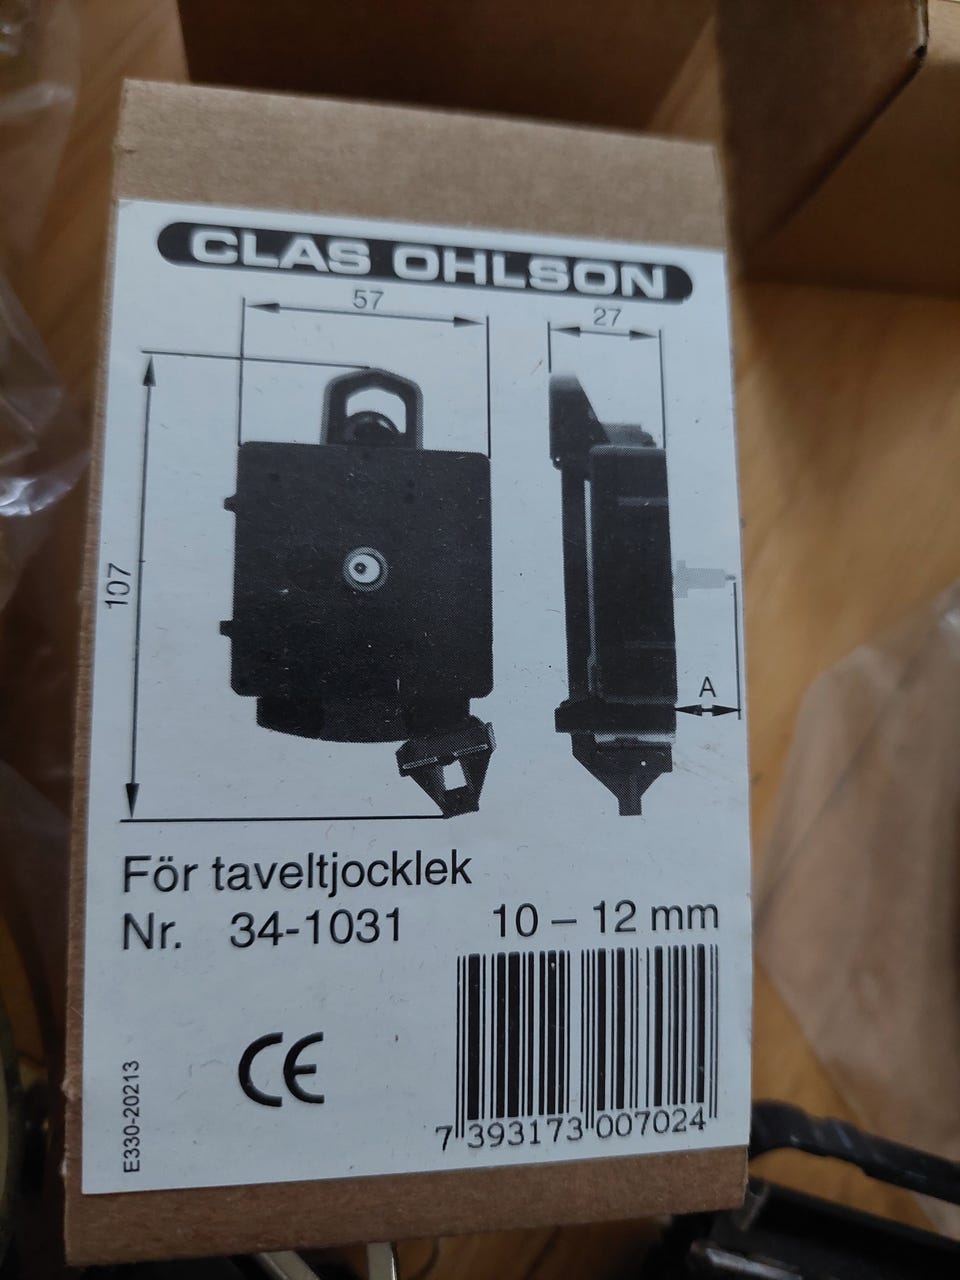 CLAS OHLSON
57
27
107
A
För taveltjocklek
Nr. 34-1031 10 – 12 mm
CE
E330-20213
7 393173 007024